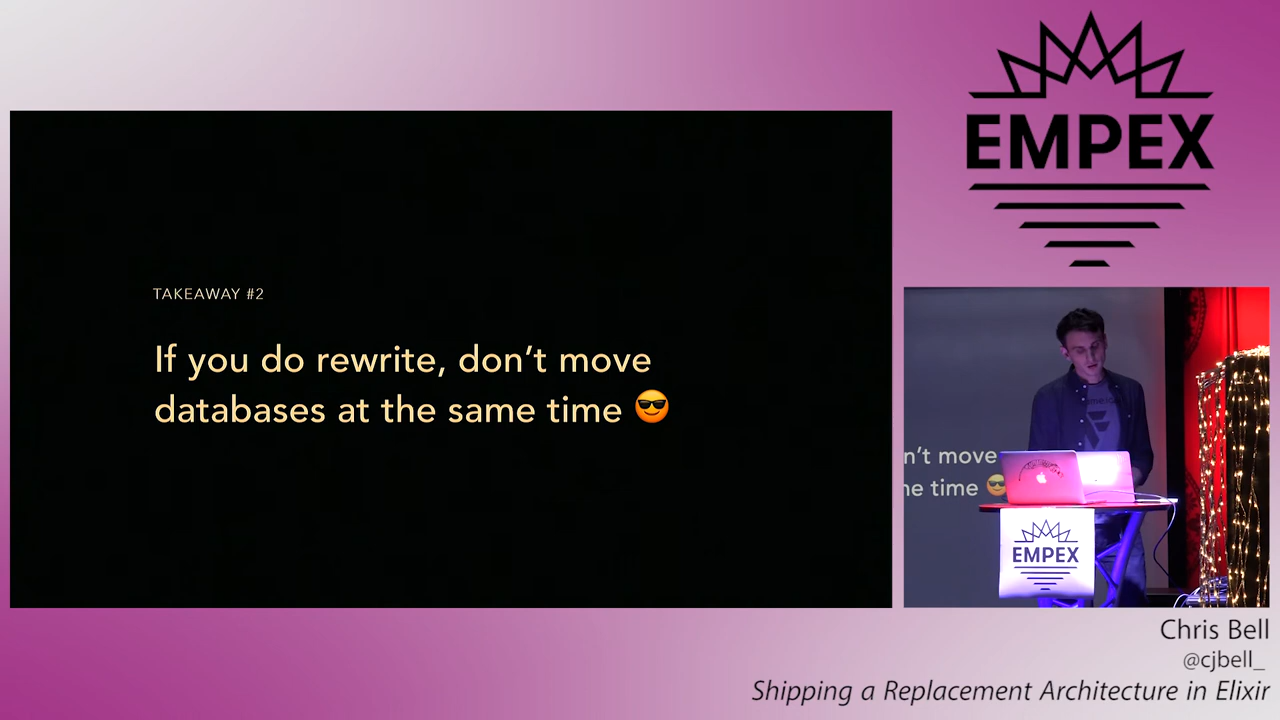 EMPEX
TAKEAWAY #2
If you do rewrite, don’t move
databases at the same time 😎
n’t move
ne time 😎
EMPEX
Chris Bell
@cjbell_
Shipping a Replacement Architecture in Elixir